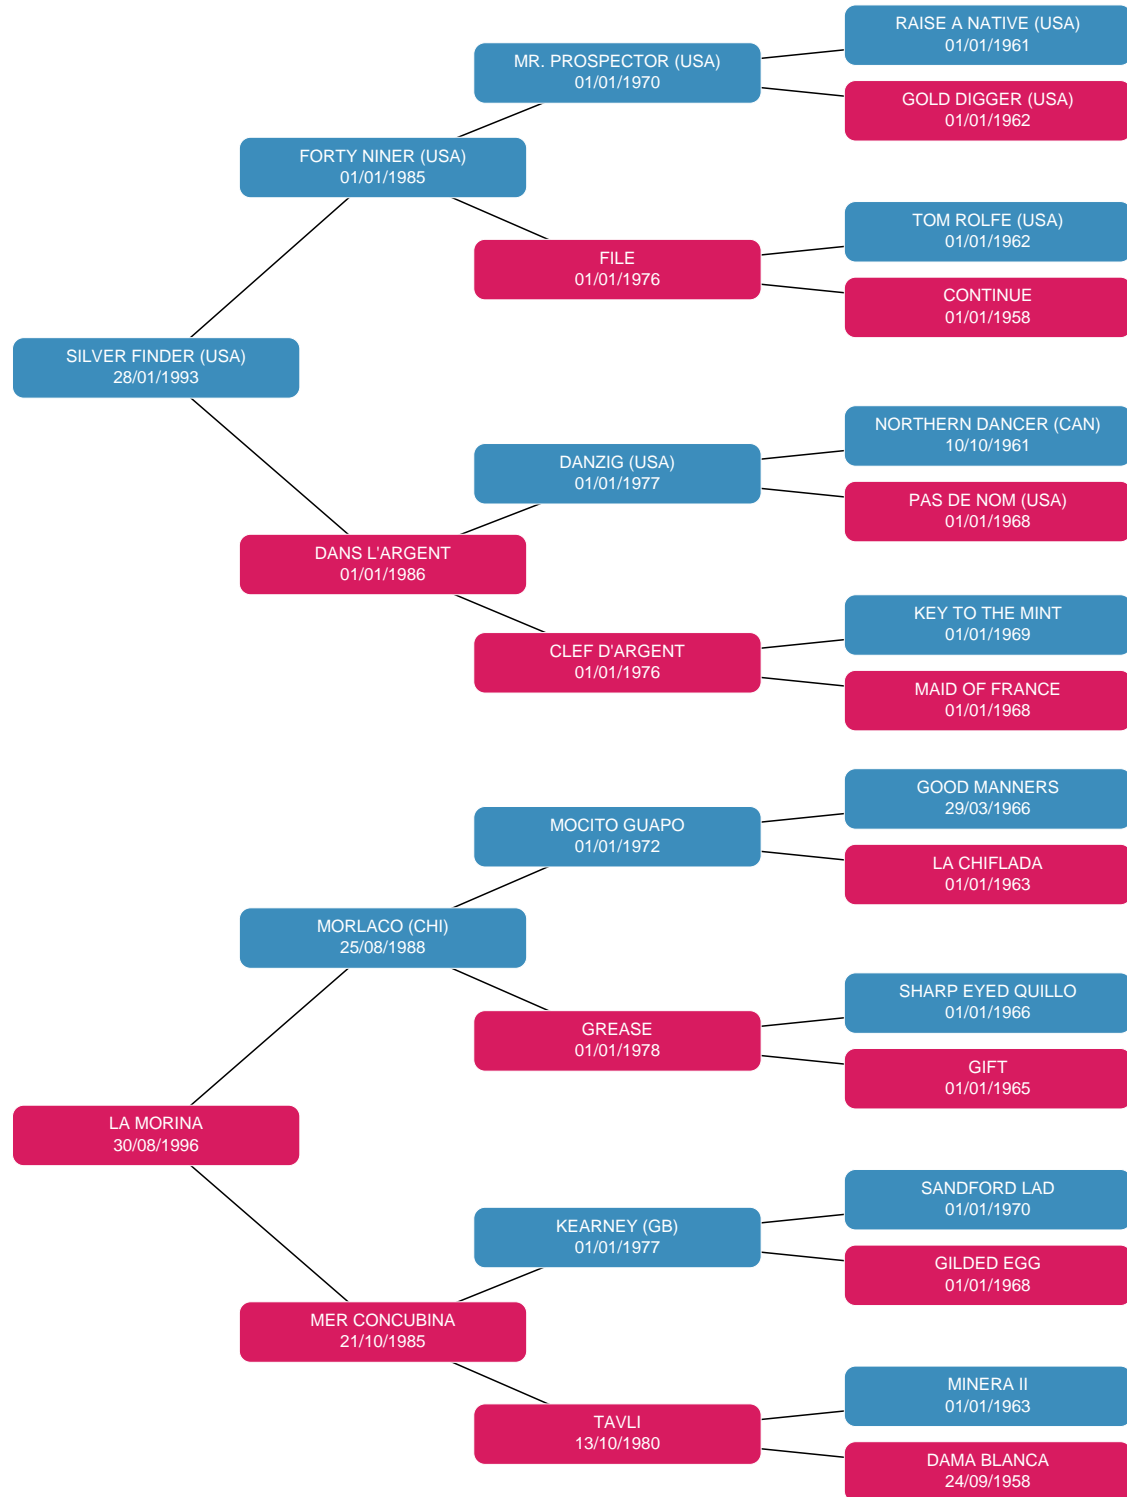 RAISE A NATIVE (USA)
01/01/1961
MR. PROSPECTOR (USA)
01/01/1970
GOLD DIGGER (USA)
01/01/1962
FORTY NINER (USA)
01/01/1985
TOM ROLFE (USA)
01/01/1962
FILE
01/01/1976
CONTINUE
01/01/1958
SILVER FINDER (USA)
28/01/1993
NORTHERN DANCER (CAN)
10/10/1961
DANZIG (USA)
01/01/1977
PAS DE NOM (USA)
01/01/1968
DANS L'ARGENT
01/01/1986
KEY TO THE MINT
01/01/1969
CLEF D'ARGENT
01/01/1976
MAID OF FRANCE
01/01/1968
GOOD MANNERS
29/03/1966
MOCITO GUAPO
01/01/1972
LA CHIFLADA
01/01/1963
MORLACO (CHI)
25/08/1988
SHARP EYED QUILLO
01/01/1966
GREASE
01/01/1978
GIFT
01/01/1965
LA MORINA
30/08/1996
SANDFORD LAD
01/01/1970
KEARNEY (GB)
01/01/1977
GILDED EGG
01/01/1968
MER CONCUBINA
21/10/1985
MINERA II
01/01/1963
TAVLI
13/10/1980
DAMA BLANCA
24/09/1958